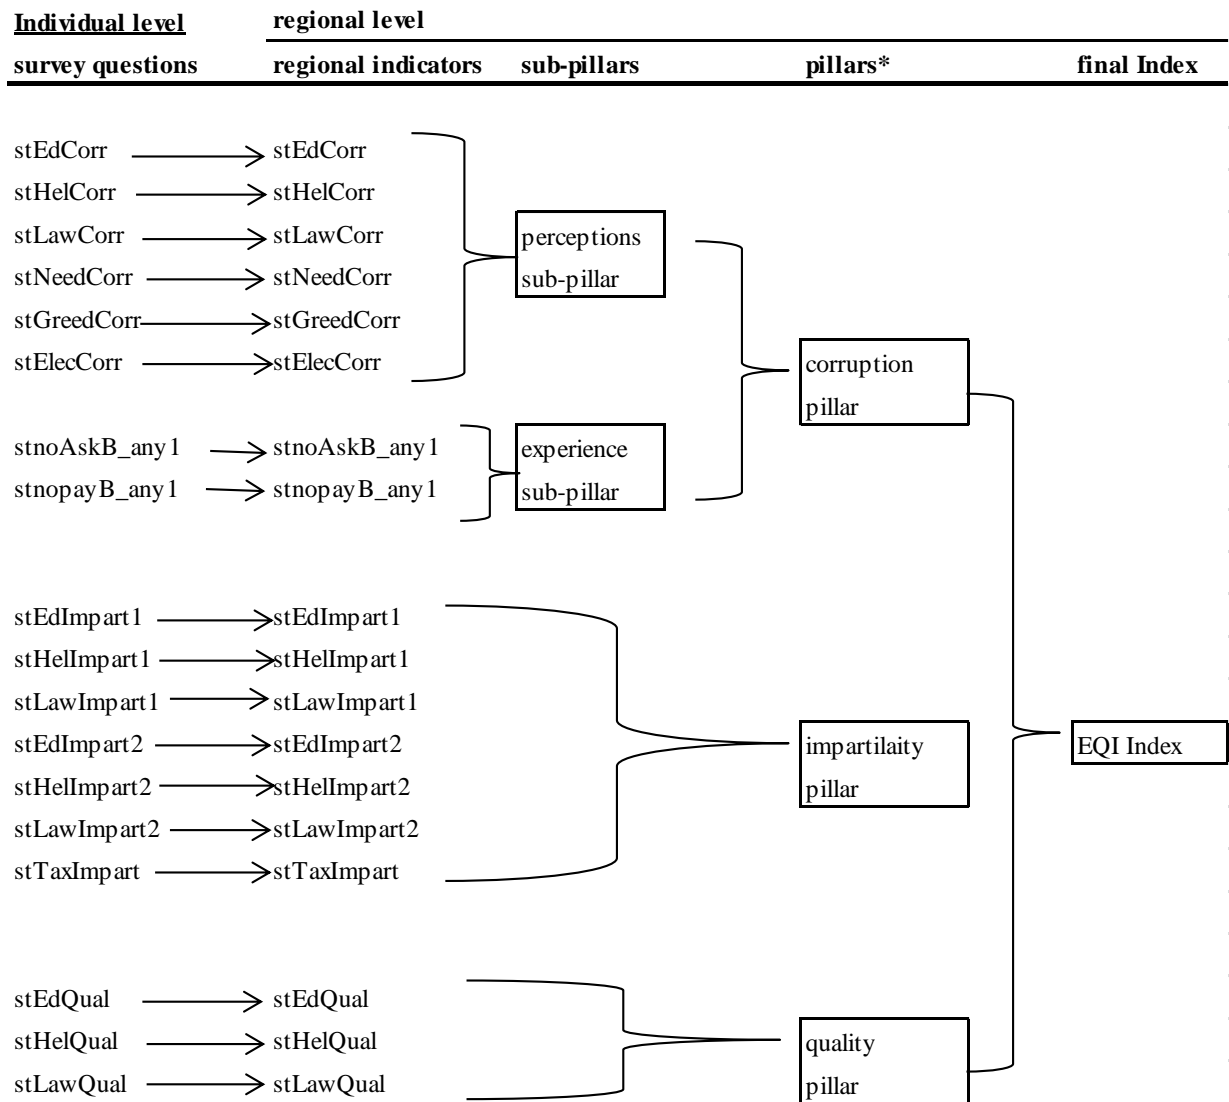 Individual level regional level
survey questions regional indicators sub-pillars pillars* final Index
stEdCorr stEdCorr
stHelCorr stHelCorr
stLawCorr stLawCorr perceptions
stNeedCorr stNeedCorr sub-pillar
stGreedCorr stGreedCorr
stElecCorr stElecCorr corruption
pillar
stnoAskB_any1 stnoAskB_any1 experience
stnopayB_any1 stnopayB_any1 sub-pillar
stEdImpart1 stEdImpart1
stHelImpart1 stHelImpart1
stLawImpart1 stLawImpart1
stEdImpart2 stEdImpart2 impartilaity EQI Index
stHelImpart2 stHelImpart2 pillar
stLawImpart2 stLawImpart2
stTaxImpart stTaxImpart
stEdQual stEdQual
stHelQual stHelQual quality
stLawQual stLawQual pillar